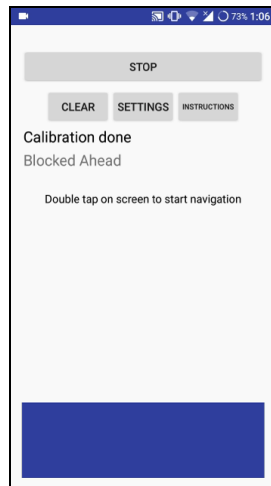 73% 1:06
STOP
CLEAR SETTINGS INSTRUCTIONS
Calibration done
Blocked Ahead
Double tap on screen to start navigation